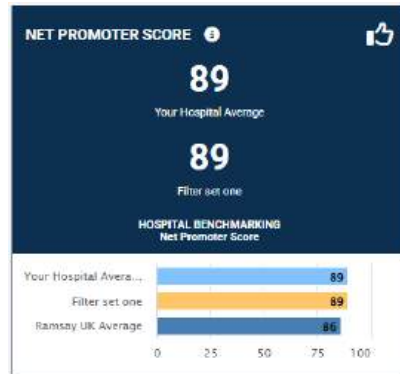 NET PROMOTER SCORE
89
Your Hospital Average
89
Filter set one
HOSPITAL BENCHMARKING
Net Promoter Score
Your Hospital Avera... 89
Filter set one 89
Ramsay UK Average 86
0 25 50 75 100